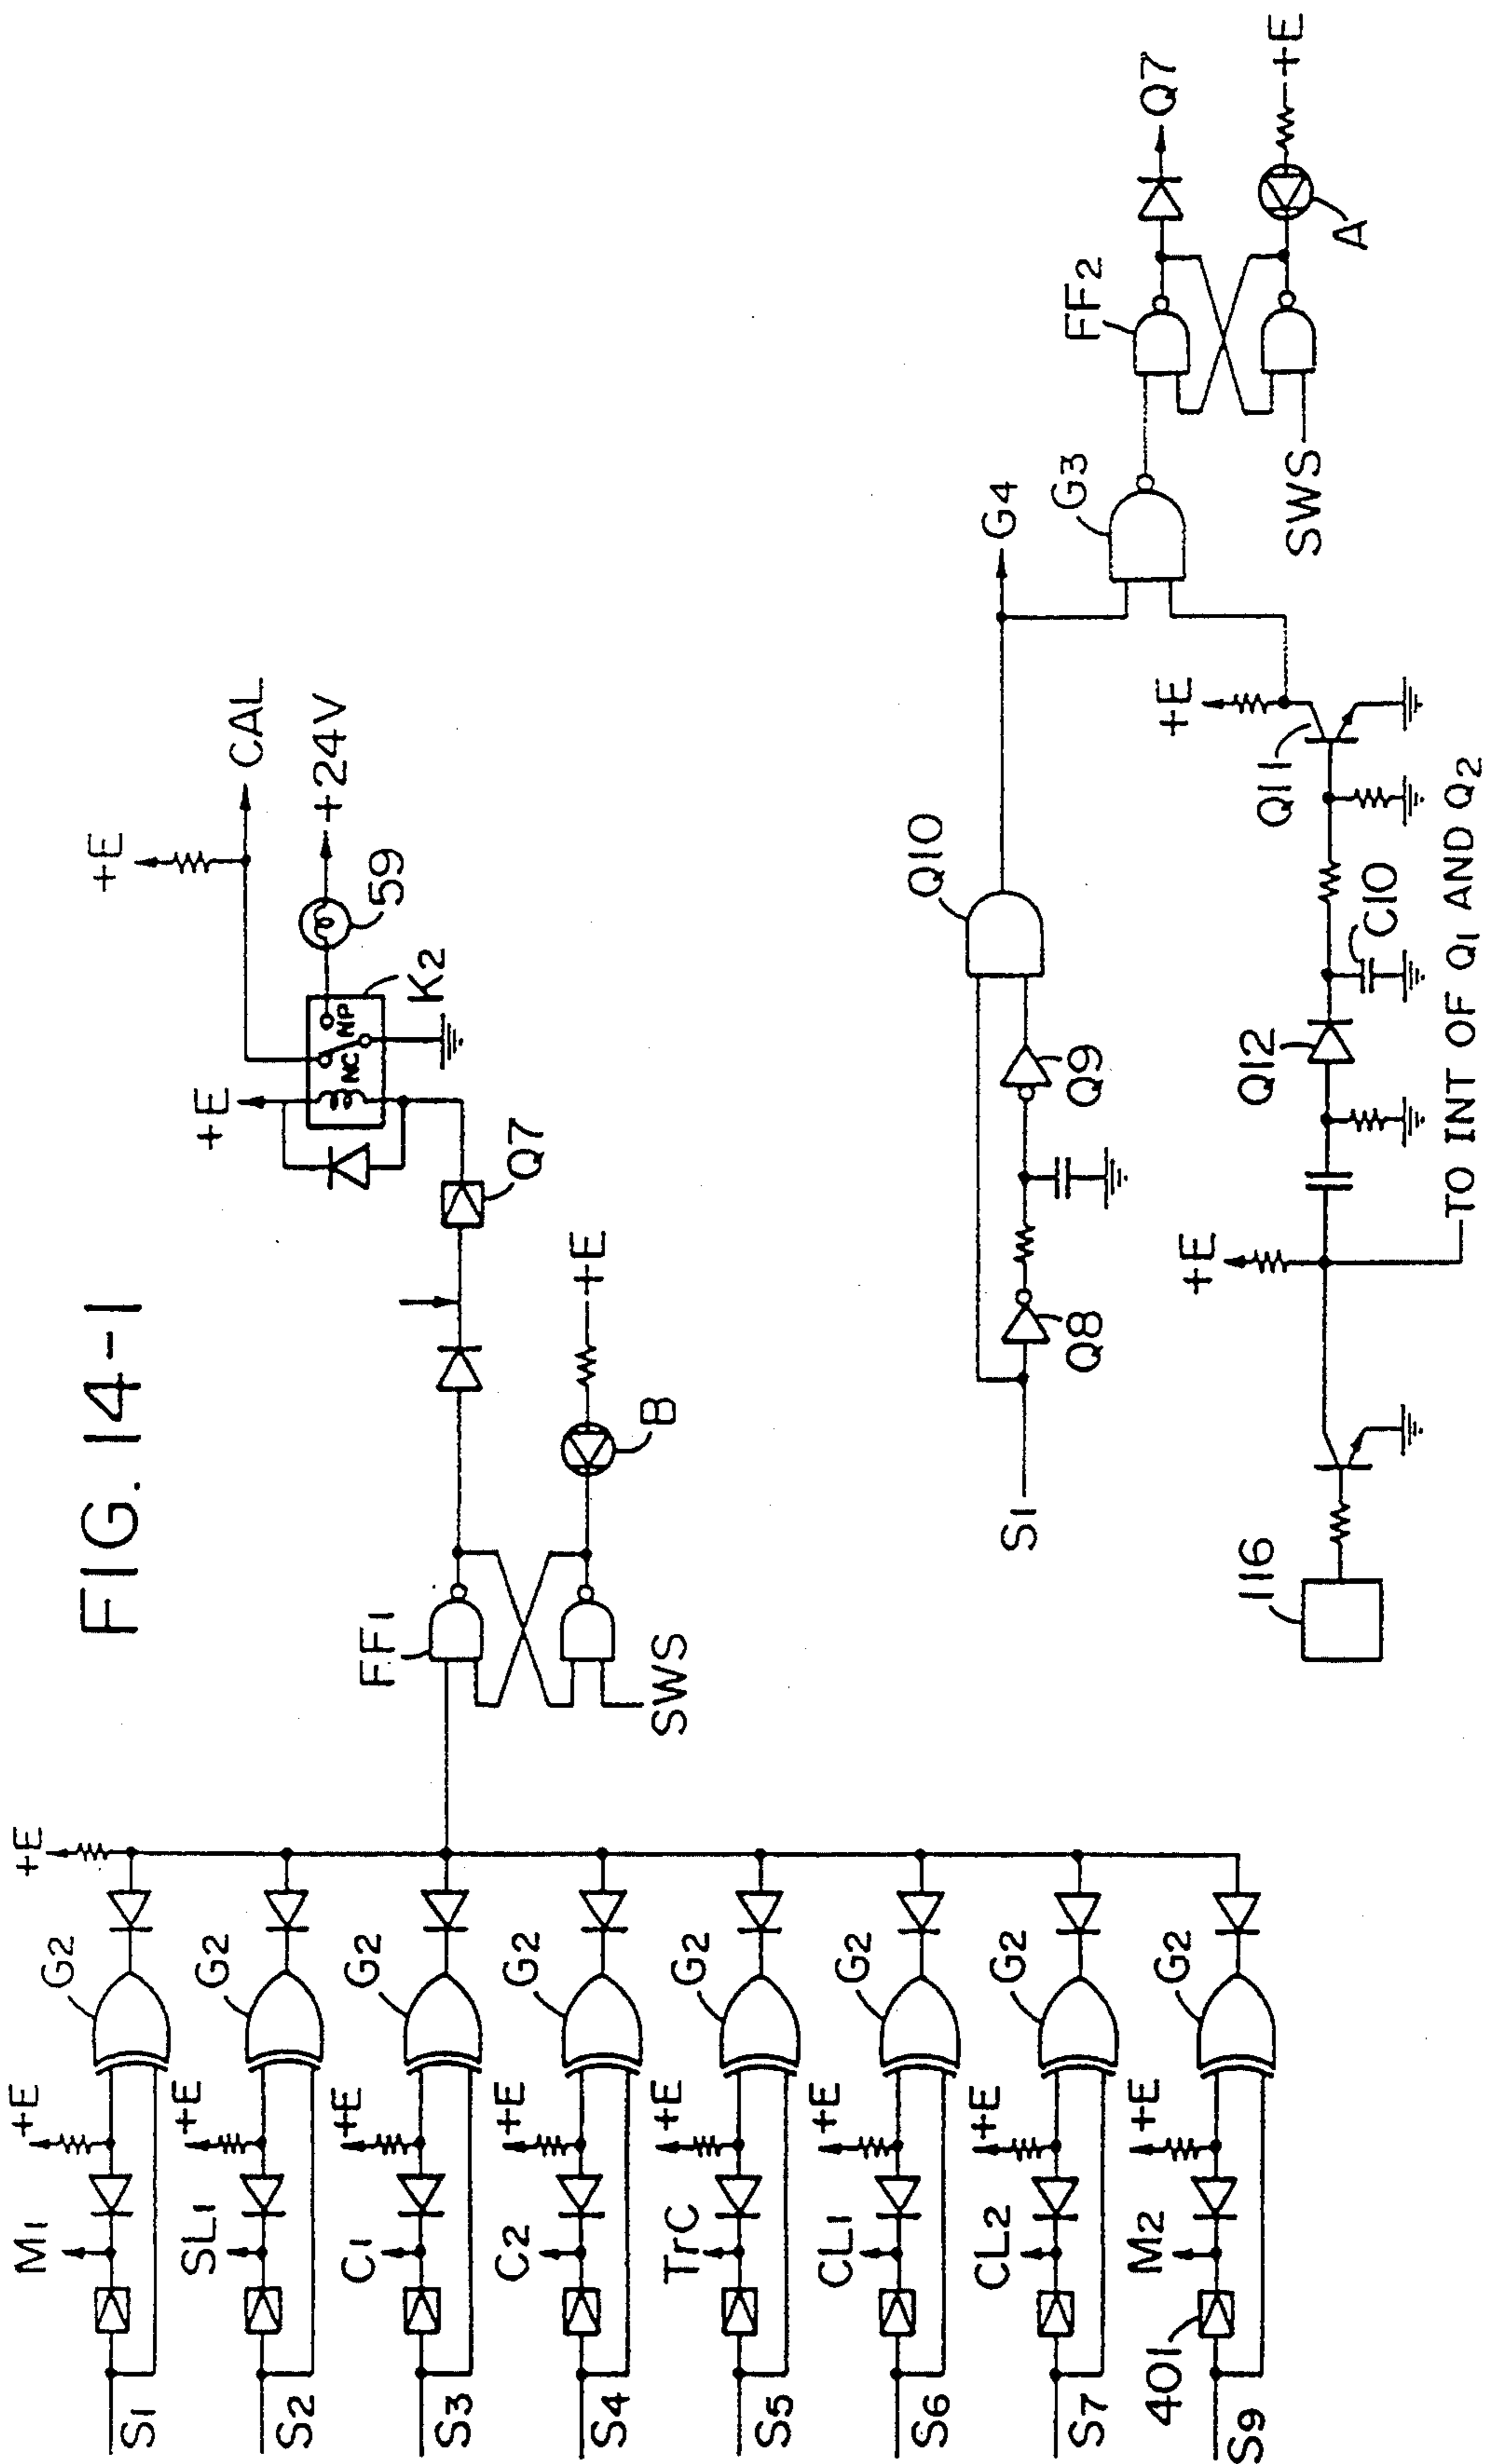 FIG. 14-1
+E
M1
+E
G2
S1
SL1
+E
G2
S2
C1
+E
G2
S3
C2
+E
G2
S4
TrC
+E
G2
S5
CL1
+E
G2
S6
CL2
+E
G2
S7
M2
+E
G2
401
S9
FF1
SWS
B
+E
Q7
+E
NC
NP
K2
59
+24V
+E
CAL
S1
Q8
Q9
Q10
G4
G3
FF2
Q7
SWS
A
+E
116
+E
Q12
C10
Q11
+E
TO INT OF Q1 AND Q2